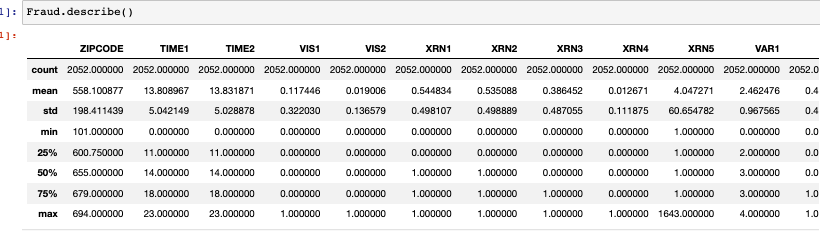 ]: Fraud.describe()
]:
ZIPCODE TIME1 TIME2 VIS1 VIS2 XRN1 XRN2 XRN3 XRN4 XRN5 VAR1
count 2052.000000 2052.000000 2052.000000 2052.000000 2052.000000 2052.000000 2052.000000 2052.000000 2052.000000 2052.000000 2052.000000 2052.0
mean 558.100877 13.808967 13.831871 0.117446 0.019006 0.544834 0.535088 0.386452 0.012671 4.047271 2.462476 0.4
std 198.411439 5.042149 5.028878 0.322030 0.136579 0.498107 0.498889 0.487055 0.111875 60.654782 0.967565 0.4
min 101.000000 0.000000 0.000000 0.000000 0.000000 0.000000 0.000000 0.000000 0.000000 1.000000 0.000000 0.0
25% 600.750000 11.000000 11.000000 0.000000 0.000000 0.000000 0.000000 0.000000 0.000000 1.000000 2.000000 0.0
50% 655.000000 14.000000 14.000000 0.000000 0.000000 1.000000 1.000000 0.000000 0.000000 1.000000 3.000000 0.0
75% 679.000000 18.000000 18.000000 0.000000 0.000000 1.000000 1.000000 1.000000 0.000000 1.000000 3.000000 1.0
max 694.000000 23.000000 23.000000 1.000000 1.000000 1.000000 1.000000 1.000000 1.000000 1643.000000 4.000000 1.0